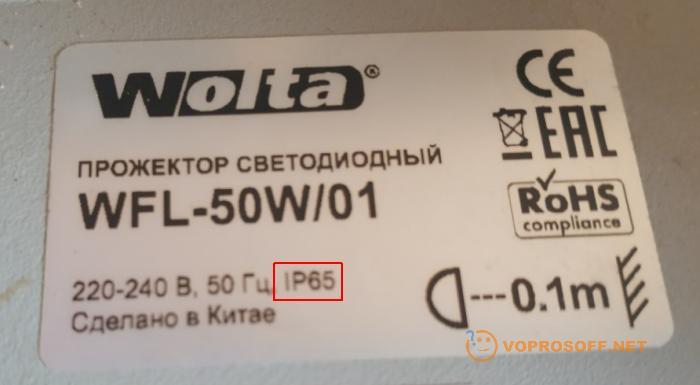 Wolta®
CE
EAC
ПРОЖЕКТОР СВЕТОДИОДНЫЙ
WFL-50W/01
RoHS
compliance
220-240 В, 50 Гц, IP65
Сделано в Китае
0.1m
VOPROSOFF.NET